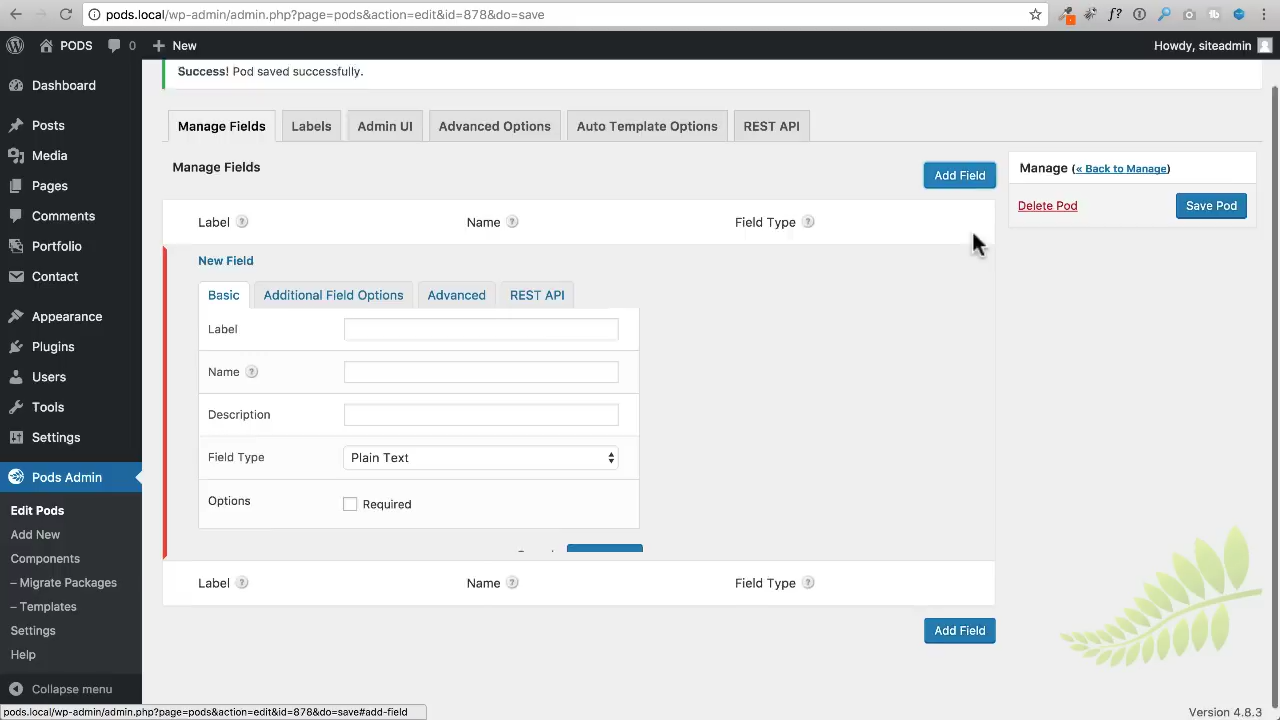 pods.local/wp-admin/admin.php?page=pods&action=edit&id=878&do=save
PODS 0 New Howdy, siteadmin
Success! Pod saved successfully.
Dashboard
Posts
Media
Pages
Comments
Portfolio
Contact
Appearance
Plugins
Users
Tools
Settings
Pods Admin
Edit Pods
Add New
Components
– Migrate Packages
– Templates
Settings
Help
Collapse menu
Manage Fields Labels Admin UI Advanced Options Auto Template Options REST API
Manage Fields
Add Field
Label ? Name ? Field Type ?
New Field
Basic Additional Field Options Advanced REST API
Label
Name ?
Description
Field Type Plain Text
Options Required
Label ? Name ? Field Type ?
Add Field
Manage (« Back to Manage)
Delete Pod Save Pod
pods.local/wp-admin/admin.php?page=pods&action=edit&id=878&do=save#add-field
Version 4.8.3